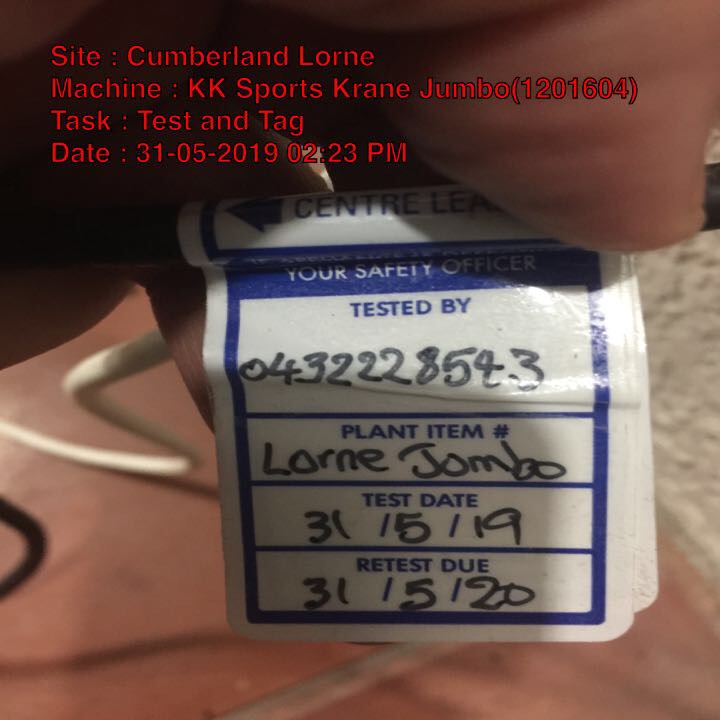 Site : Cumberland Lorne
Machine : KK Sports Krane Jumbo(1201604)
Task : Test and Tag
Date : 31-05-2019 02:23 PM
CENTRE
YOUR SAFETY OFFICER
TESTED BY
0432228543
PLANT ITEM #
Lorne Jombo
TEST DATE
31/5/19
RETEST DUE
31/5/20